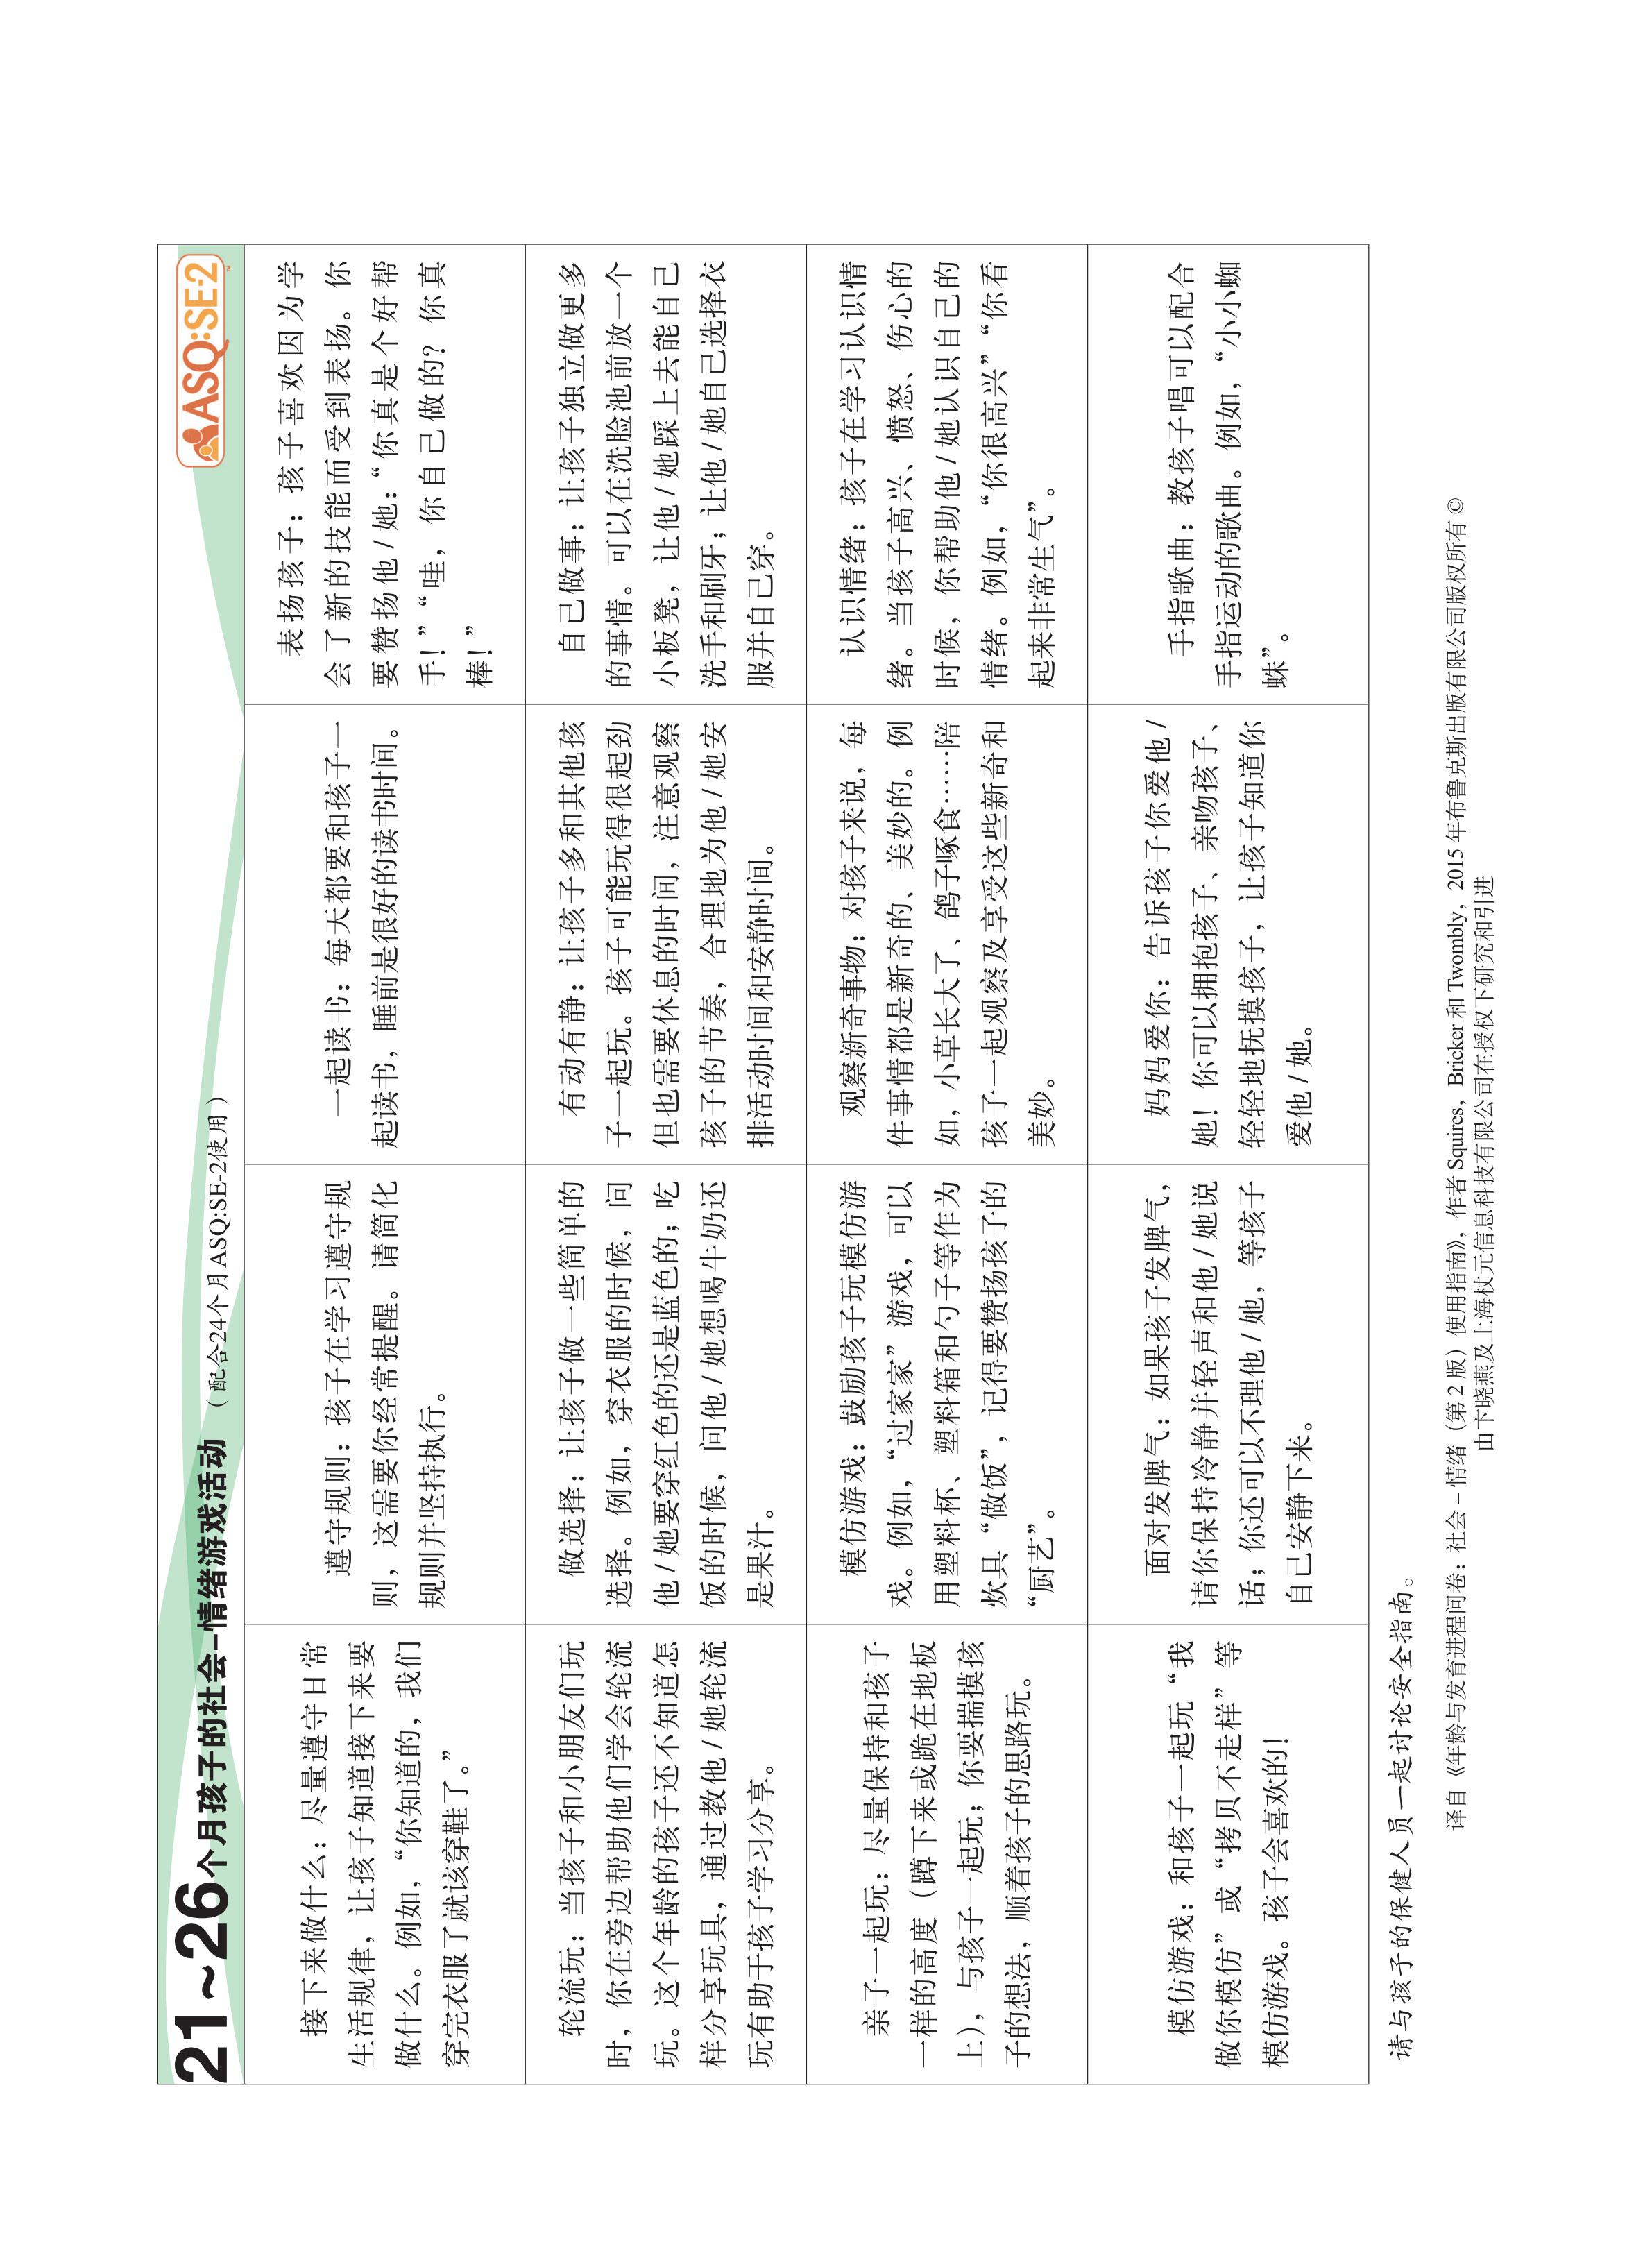 21~26个月孩子的社会–情绪游戏活动 （配合24个月ASQ:SE-2使用）
ASQ:SE-2™
接下来做什么：尽量遵守日常
生活规律，让孩子知道接下来要
做什么。例如，“你知道的，我们
穿完衣服了就该穿鞋了。”
遵守规则：孩子在学习遵守规
则，这需要你经常提醒。请简化
规则并坚持执行。
一起读书：每天都要和孩子一
起读书，睡前是很好的读书时间。
表扬孩子：孩子喜欢因为学
会了新的技能而受到表扬。你
要赞扬他 / 她：“你真是个好帮
手！”“哇，你自己做的？你真
棒！”
轮流玩：当孩子和小朋友们玩
时，你在旁边帮助他们学会轮流
玩。这个年龄的孩子还不知道怎
样分享玩具，通过教他 / 她轮流
玩有助于孩子学习分享。
做选择：让孩子做一些简单的
选择。例如，穿衣服的时候，问
他 / 她要穿红色的还是蓝色的；吃
饭的时候，问他 / 她想喝牛奶还
是果汁。
有动有静：让孩子多和其他孩
子一起玩。孩子可能玩得很起劲
但也需要休息的时间，注意观察
孩子的节奏，合理地为他 / 她安
排活动时间和安静时间。
自己做事：让孩子独立做更多
的事情。可以在洗脸池前放一个
小板凳，让他 / 她踩上去能自己
洗手和刷牙；让他 / 她自己选择衣
服并自己穿。
亲子一起玩：尽量保持和孩子
一样的高度（蹲下来或跪在地板
上），与孩子一起玩；你要揣摸孩
子的想法，顺着孩子的思路玩。
模仿游戏：鼓励孩子玩模仿游
戏。例如，“过家家”游戏，可以
用塑料杯、塑料箱和勺子等作为
炊具“做饭”，记得要赞扬孩子的
“厨艺”。
观察新奇事物：对孩子来说，每
件事情都是新奇的、美妙的。例
如，小草长大了、鸽子啄食……陪
孩子一起观察及享受这些新奇和
美妙。
认识情绪：孩子在学习认识情
绪。当孩子高兴、愤怒、伤心的
时候，你帮助他 / 她认识自己的
情绪。例如，“你很高兴”“你看
起来非常生气”。
模仿游戏：和孩子一起玩“我
做你模仿”或“拷贝不走样”等
模仿游戏。孩子会喜欢的！
面对发脾气：如果孩子发脾气，
请你保持冷静并轻声和他 / 她说
话；你还可以不理他 / 她，等孩子
自己安静下来。
妈妈爱你：告诉孩子你爱他 /
她！你可以拥抱孩子、亲吻孩子、
轻轻地抚摸孩子，让孩子知道你
爱他 / 她。
手指歌曲：教孩子唱可以配合
手指运动的歌曲。例如，“小小蜘
蛛”。
请与孩子的保健人员一起讨论安全指南。
译自《年龄与发育进程问卷：社会 – 情绪（第 2 版）使用指南》，作者 Squires，Bricker 和 Twombly，2015 年布鲁克斯出版有限公司版权所有 ©
由卞晓燕及上海杖元信息科技有限公司在授权下研究和引进